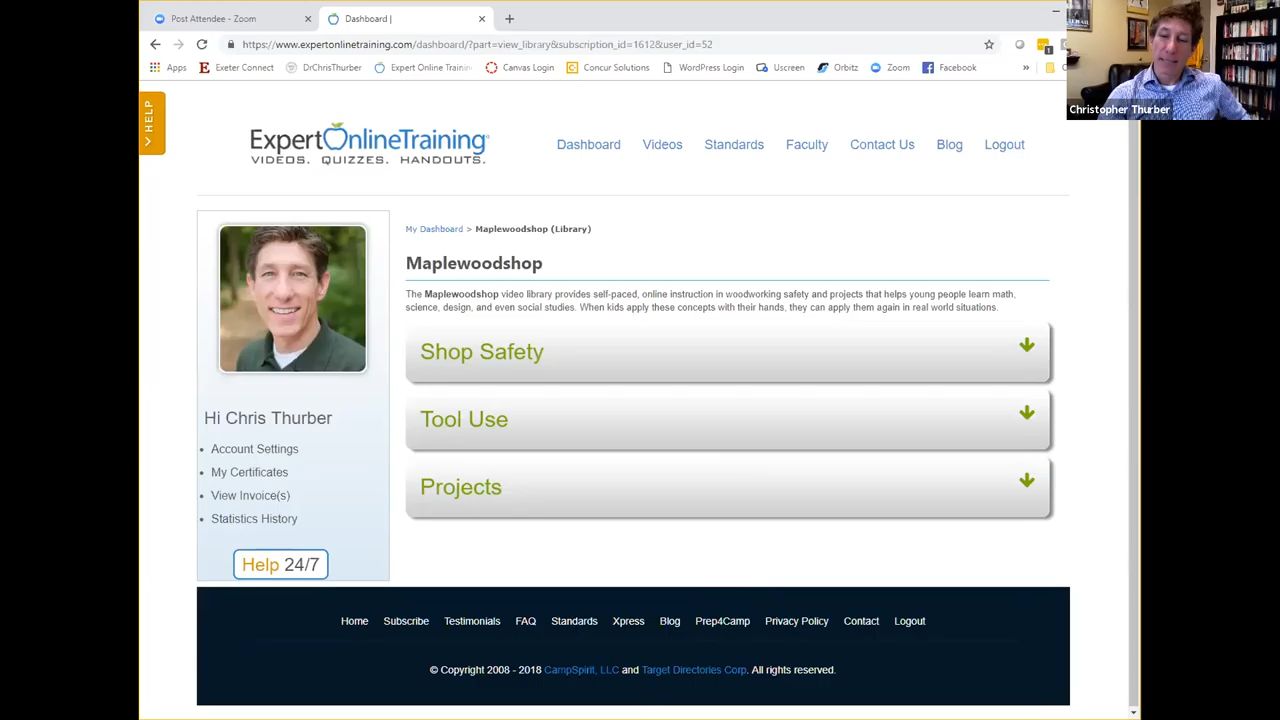 Post Attendee - Zoom
Dashboard |
https://www.expertonlinetraining.com/dashboard/?part=view_library&subscription_id=1612&user_id=52
Apps
Exeter Connect
DrChrisThurber
Expert Online Trainin
Canvas Login
Concur Solutions
WordPress Login
Uscreen
Orbitz
Zoom
Facebook
»
Christopher Thurber
HELP
ExpertOnlineTraining
VIDEOS. QUIZZES. HANDOUTS.
Dashboard
Videos
Standards
Faculty
Contact Us
Blog
Logout
My Dashboard > Maplewoodshop (Library)
Maplewoodshop
The Maplewoodshop video library provides self-paced, online instruction in woodworking safety and projects that helps young people learn math,
science, design, and even social studies. When kids apply these concepts with their hands, they can apply them again in real world situations.
Shop Safety
Tool Use
Projects
Hi Chris Thurber
• Account Settings
• My Certificates
• View Invoice(s)
• Statistics History
Help 24/7
Home
Subscribe
Testimonials
FAQ
Standards
Xpress
Blog
Prep4Camp
Privacy Policy
Contact
Logout
© Copyright 2008 - 2018 CampSpirit, LLC and Target Directories Corp. All rights reserved.